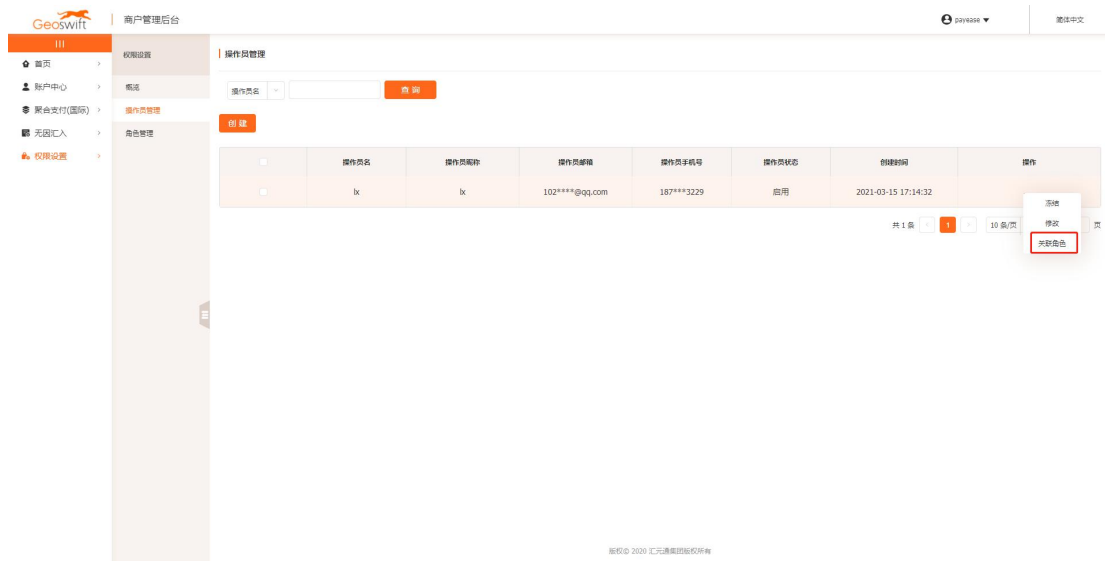 Geoswift
商户管理后台
payease
简体中文
首页
账户中心
聚合支付(国际)
无因汇入
权限设置
权限设置
概览
操作员管理
角色管理
操作员管理
操作员名
查 询
创 建
操作员名 操作员昵称 操作员邮箱 操作员手机号 操作员状态 创建时间 操作
lx lx 102****@qq.com 187***3229 启用 2021-03-15 17:14:32
冻结
修改
关联角色
共 1 条 1 10 条/页 页
版权© 2020 汇元通集团版权所有